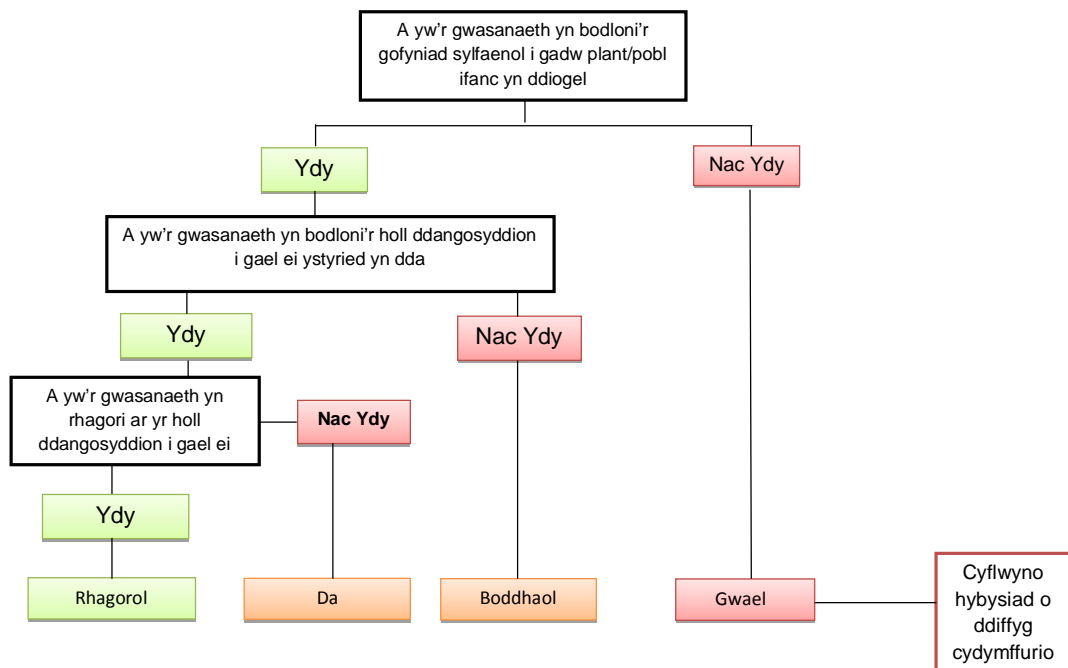 A yw'r gwasanaeth yn bodloni'r
gofyniad sylfaenol i gadw plant/pobl
ifanc yn ddiogel
Ydy
Nac Ydy
A yw'r gwasanaeth yn bodloni'r holl ddangosyddion
i gael ei ystyried yn dda
Ydy
Nac Ydy
A yw'r gwasanaeth yn
rhagori ar yr holl
ddangosyddion i gael ei
Nac Ydy
Ydy
Rhagorol
Da
Boddhaol
Gwael
Cyflwyno
hybysiad o
ddiffyg
cydymffurio